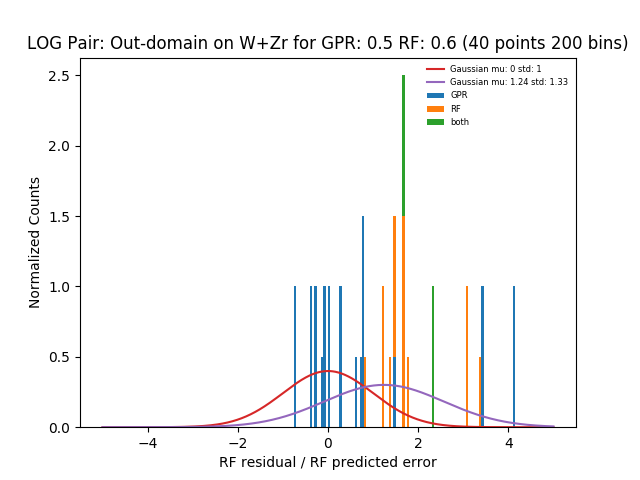 LOG Pair: Out-domain on W+Zr for GPR: 0.5 RF: 0.6 (40 points 200 bins)
Gaussian mu: 0 std: 1
Gaussian mu: 1.24 std: 1.33
GPR
RF
both
Normalized Counts
2.5
2.0
1.5
1.0
0.5
0.0
−4
−2
0
2
4
RF residual / RF predicted error